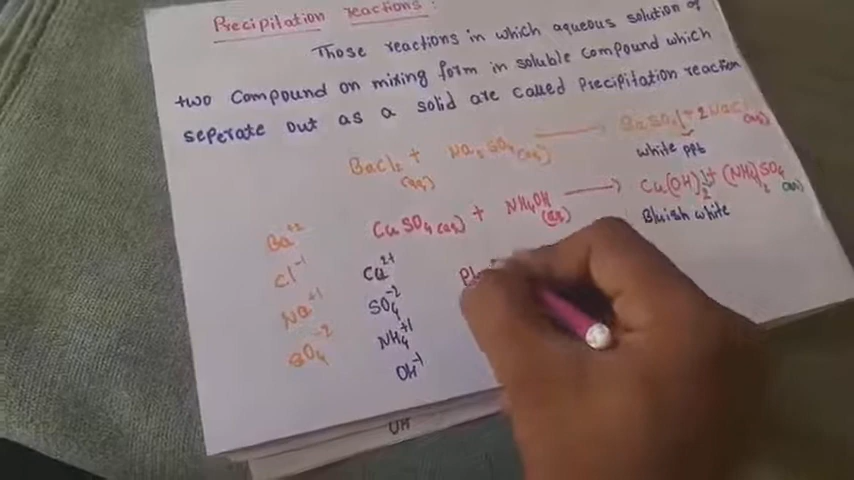 Precipitation reactions :
Those reactions in which aqueous solution of
two compound on mixing form in soluble compound which
seperate out as a solid are called Precipitation reaction
BaCl₂ + Na₂SO₄ (aq) ⟶ BaSO₄↓ + 2NaCl
(aq) (aq)
white ppt
CuSO₄ (aq) + NH₄OH ⟶ Cu(OH)₂↓ + (NH₄)₂SO₄
(aq) (aq)
Bluish white
Ba⁺²
Cl⁻¹
Na⁺¹
SO₄⁻²
Cu²⁺
SO₄⁻²
NH₄⁺¹
OH⁻¹